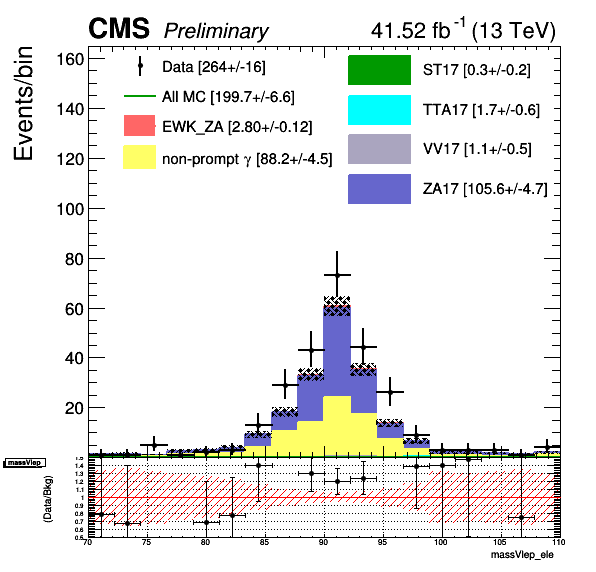 CMS Preliminary 41.52 fb⁻¹ (13 TeV)
Events/bin
160
140
120
100
80
60
40
20
Data [264+/-16]
All MC [199.7+/-6.6]
EWK_ZA [2.80+/-0.12]
non-prompt γ [88.2+/-4.5]
ST17 [0.3+/-0.2]
TTA17 [1.7+/-0.6]
VV17 [1.1+/-0.5]
ZA17 [105.6+/-4.7]
massVlep
(Data/Bkg)
1.5
1.4
1.3
1.2
1.1
1
0.9
0.8
0.7
0.6
0.5
70 75 80 85 90 95 100 105 110
massVlep_ele